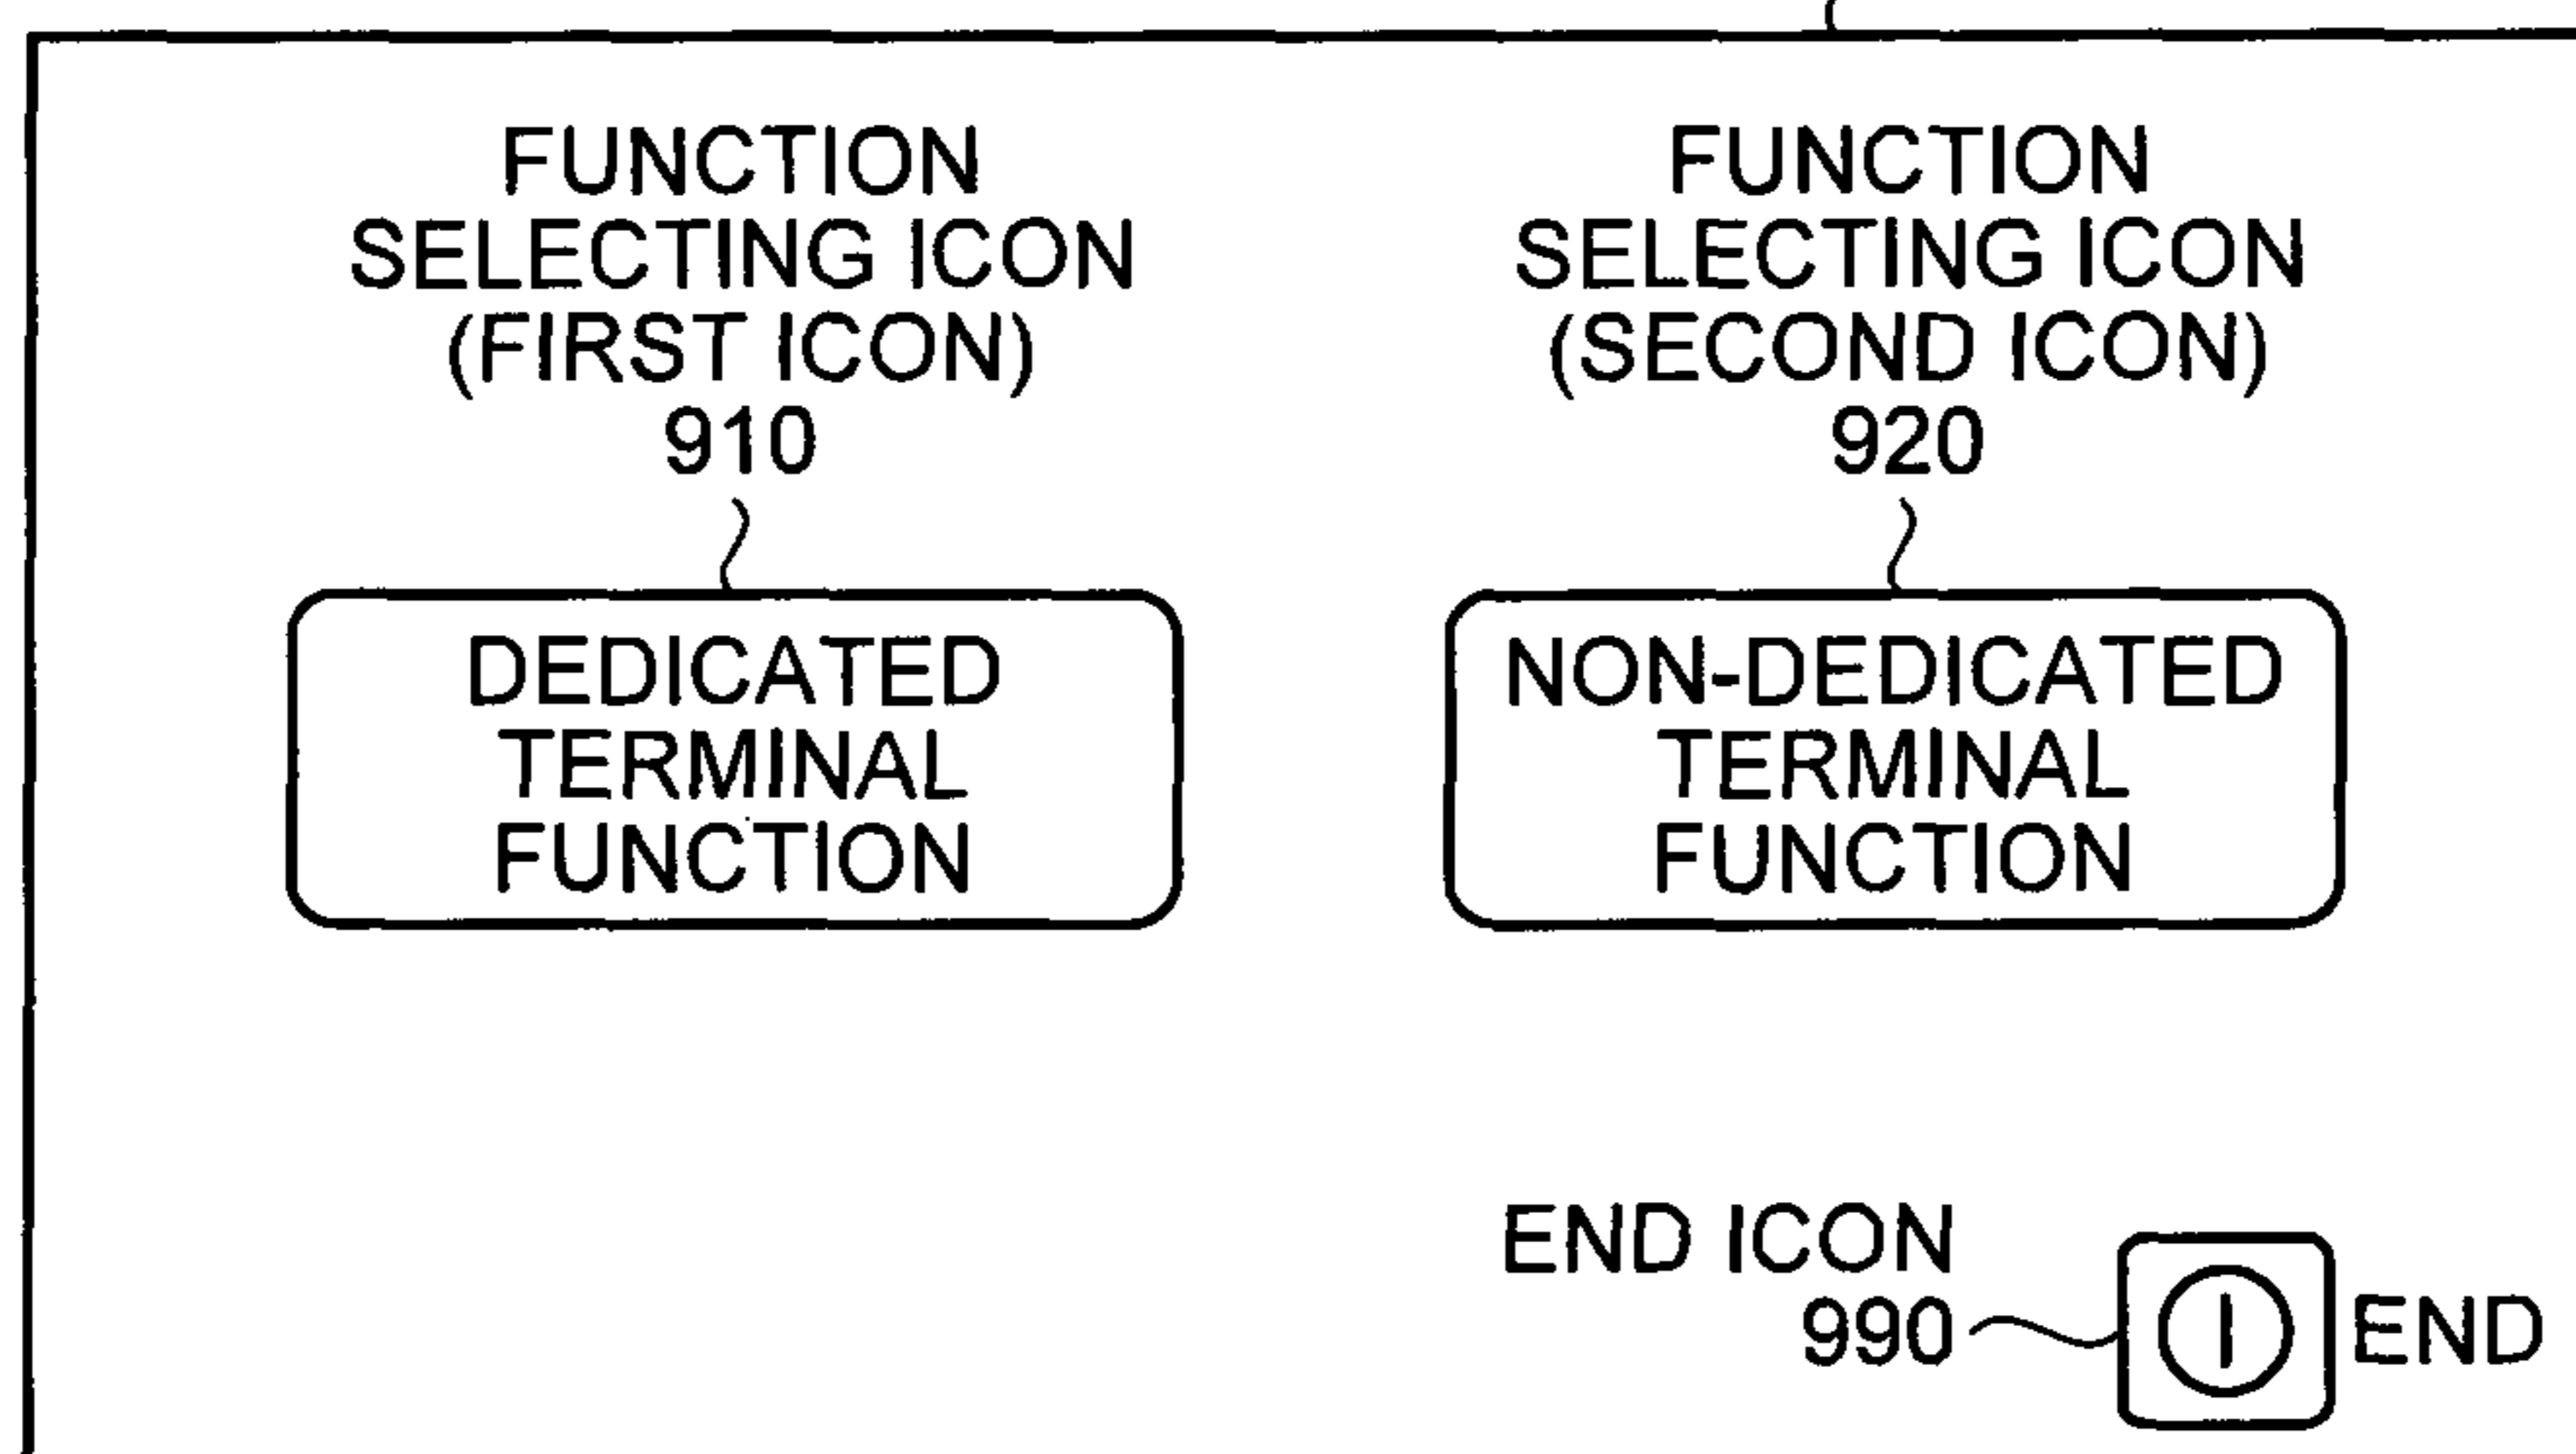 FUNCTION
SELECTING ICON
(FIRST ICON)
910
FUNCTION
SELECTING ICON
(SECOND ICON)
920
DEDICATED
TERMINAL
FUNCTION
NON-DEDICATED
TERMINAL
FUNCTION
END ICON
990
END